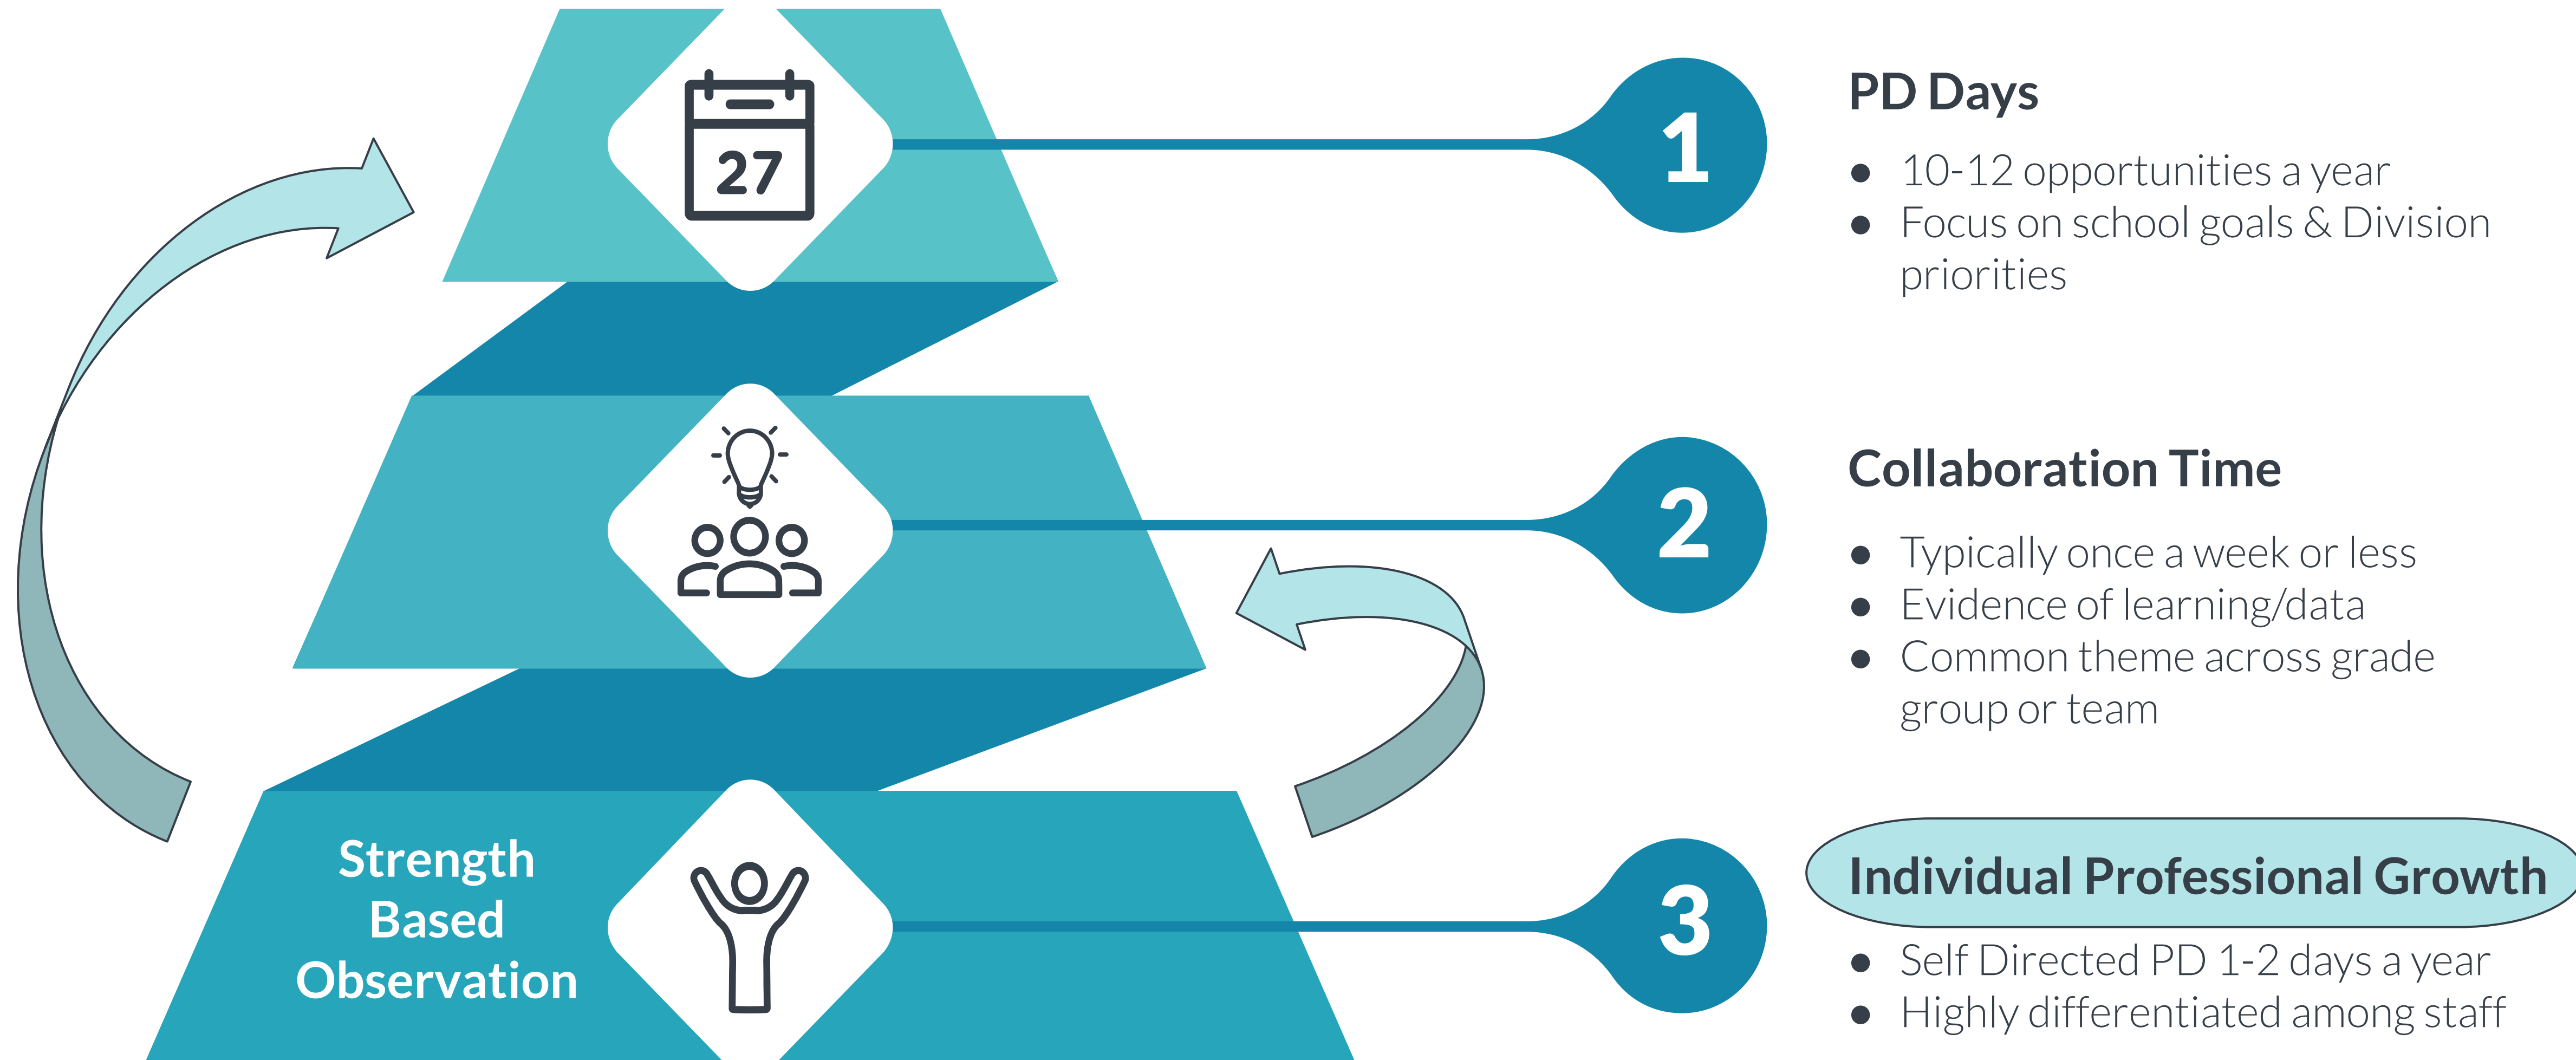 27
1
PD Days
● 10-12 opportunities a year
● Focus on school goals & Division
priorities
2
Collaboration Time
● Typically once a week or less
● Evidence of learning/data
● Common theme across grade
group or team
Strength
Based
Observation
3
Individual Professional Growth
● Self Directed PD 1-2 days a year
● Highly differentiated among staff